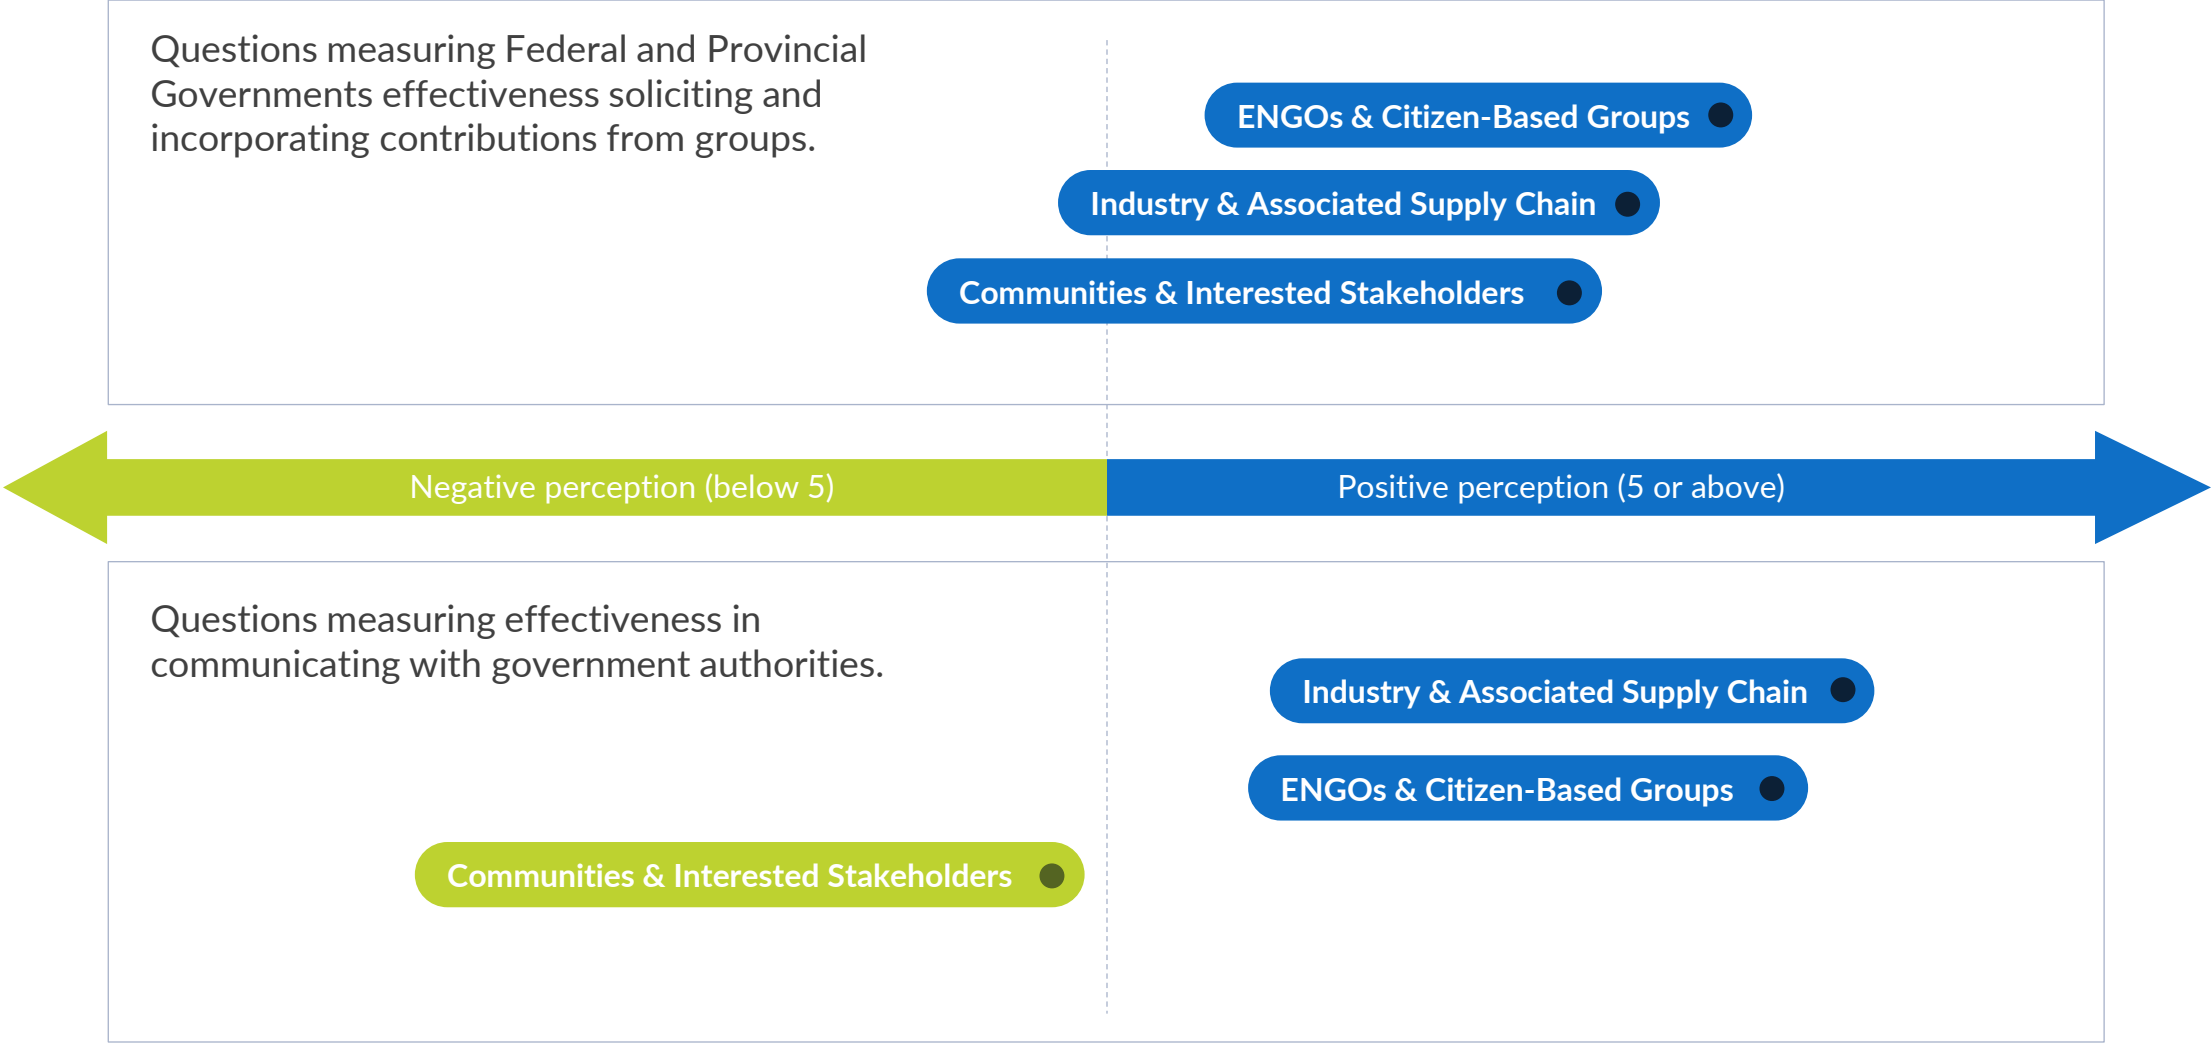 Questions measuring Federal and Provincial
Governments effectiveness soliciting and
incorporating contributions from groups.
ENGOs & Citizen-Based Groups
Industry & Associated Supply Chain
Communities & Interested Stakeholders
Negative perception (below 5)
Positive perception (5 or above)
Questions measuring effectiveness in
communicating with government authorities.
Industry & Associated Supply Chain
ENGOs & Citizen-Based Groups
Communities & Interested Stakeholders